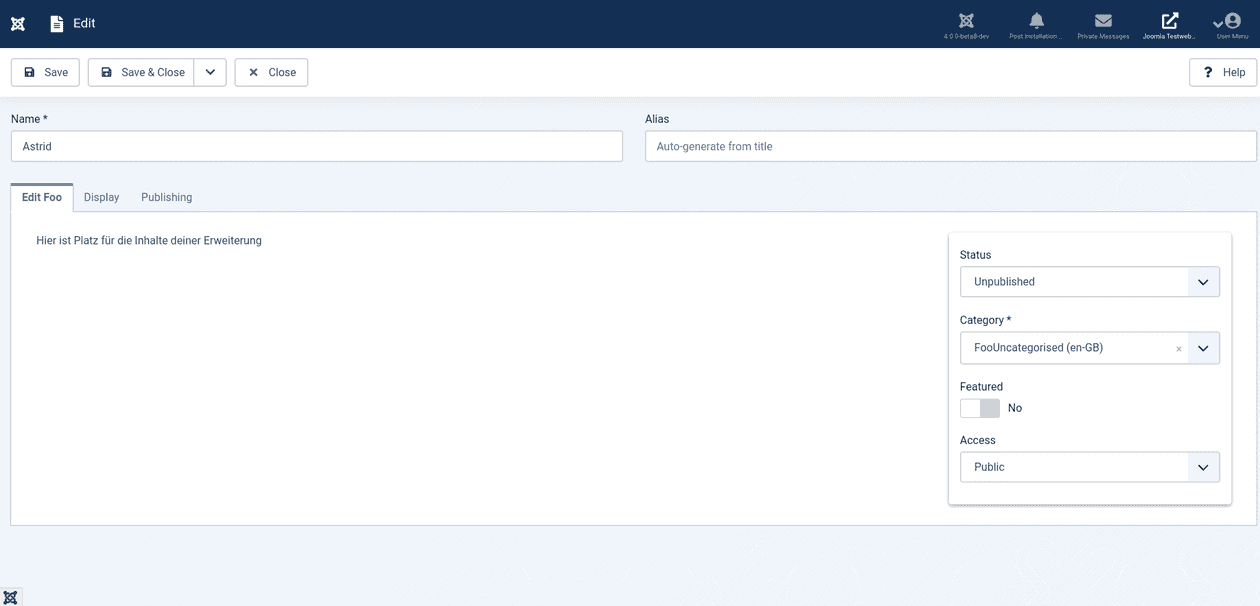 Edit
4.0.0-beta8-dev
Post Installation ...
Private Messages
Joomla Testweb...
User Menu
Save
Save & Close
Close
? Help
Name *
Alias
Astrid
Auto-generate from title
Edit Foo
Display
Publishing
Hier ist Platz für die Inhalte deiner Erweiterung
Status
Unpublished
Category *
FooUncategorised (en-GB)
×
Featured
No
Access
Public